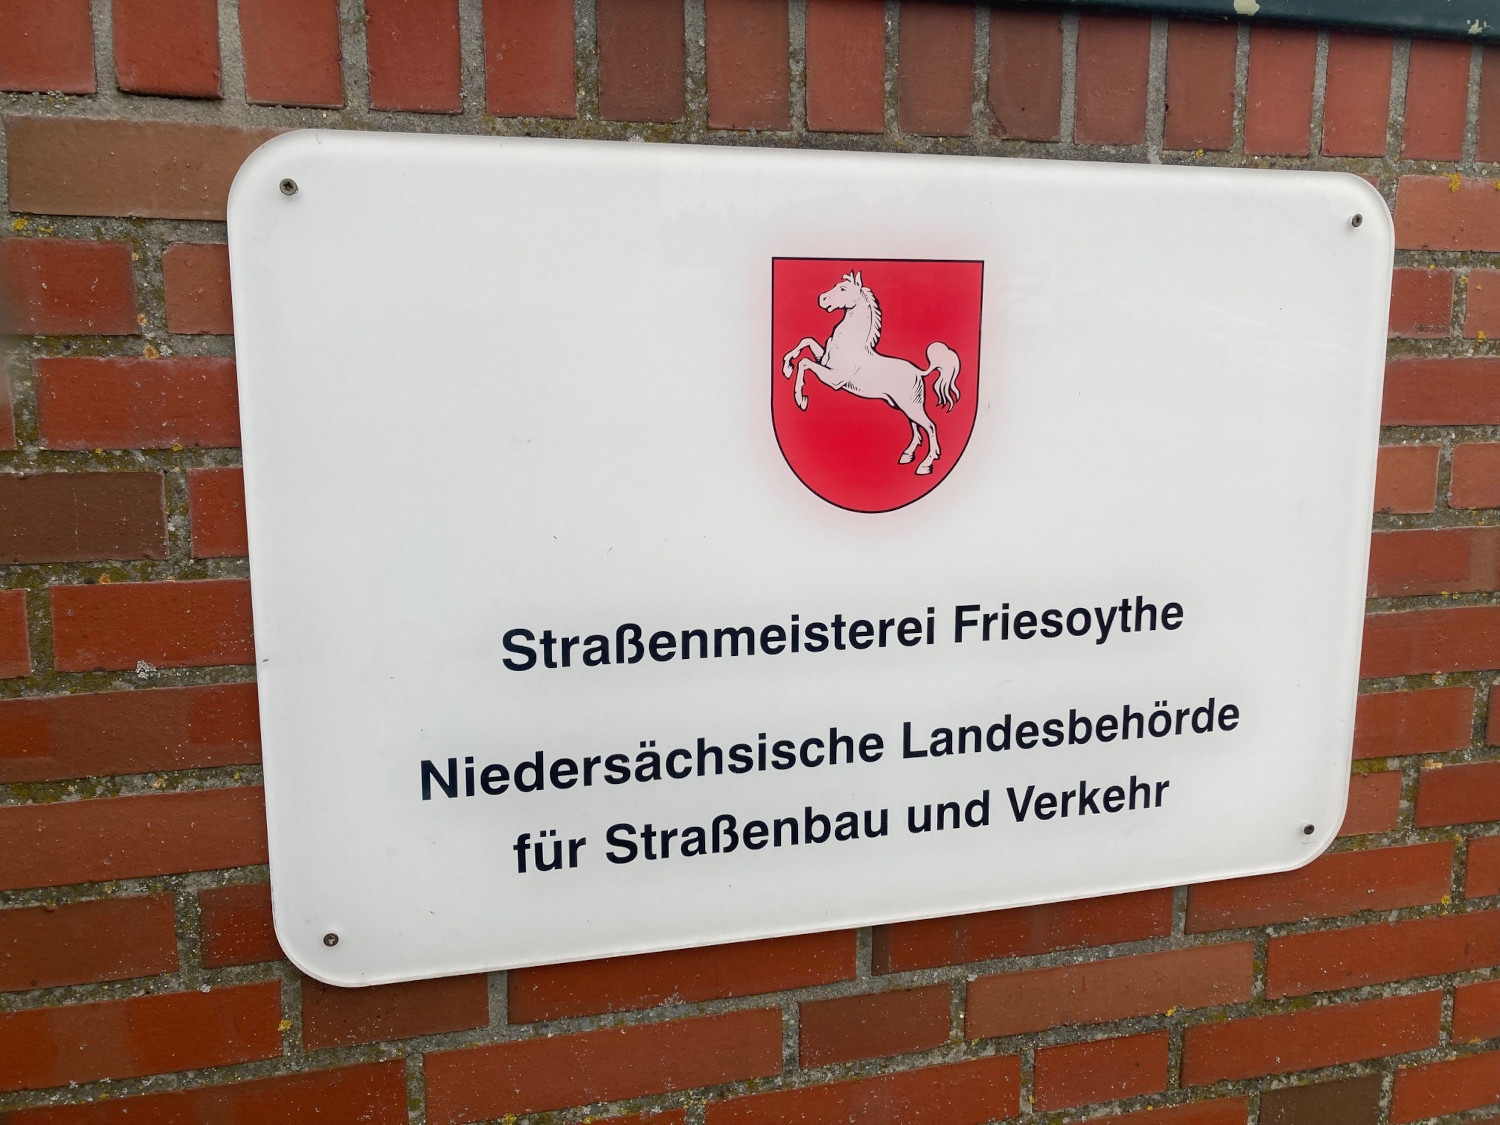 Straßenmeisterei Friesoythe
Niedersächsische Landesbehörde
für Straßenbau und Verkehr